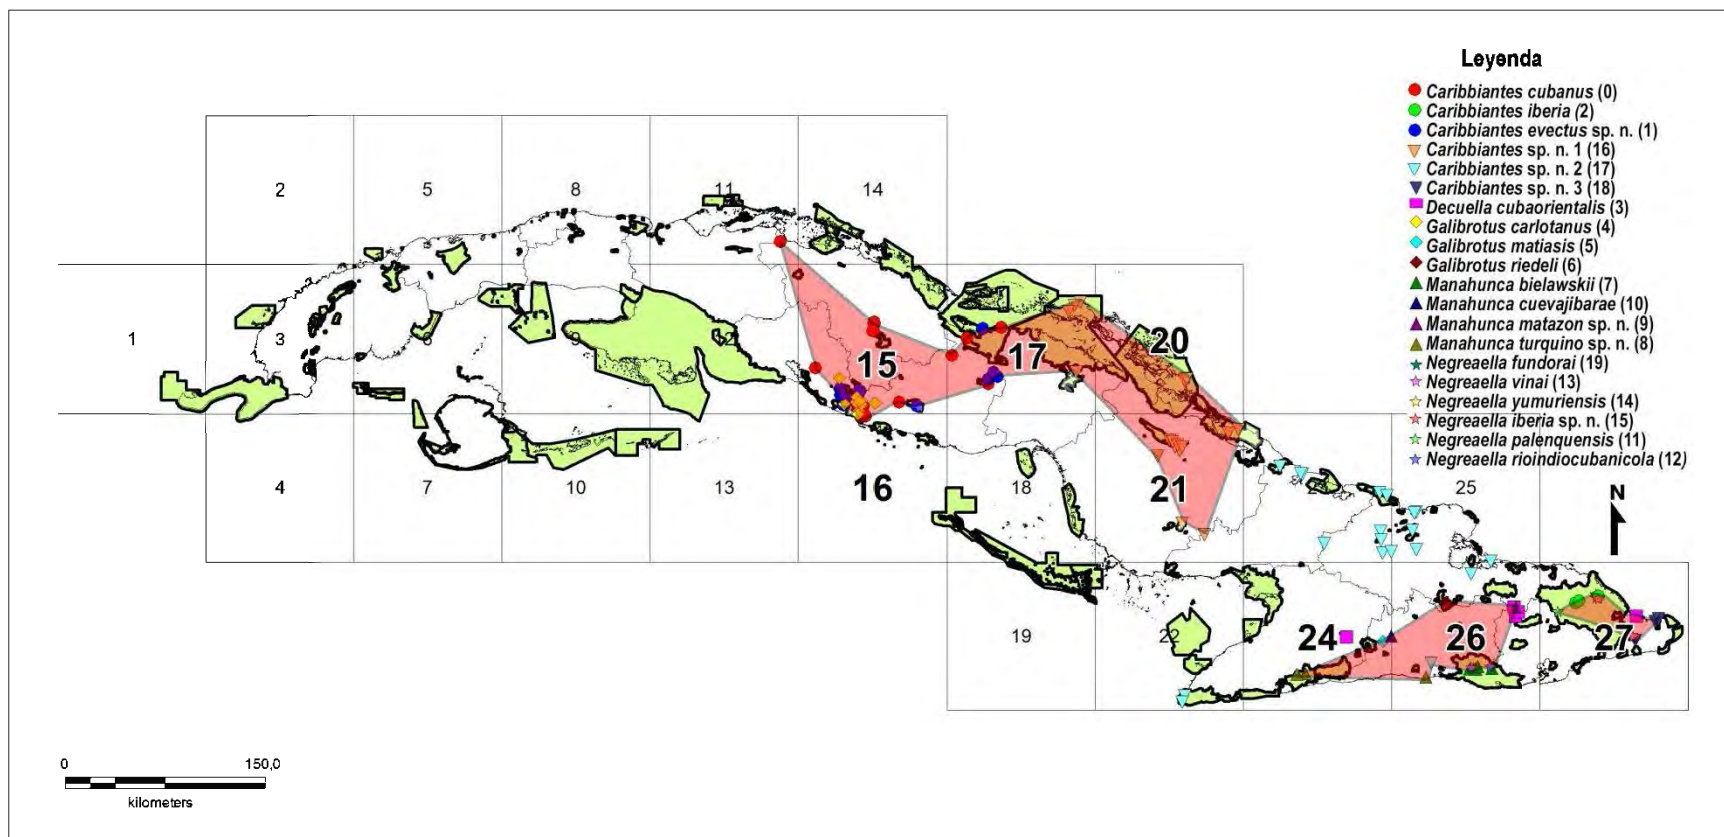 Leyenda
Caribbiantes cubanus (0)
Caribbiantes iberia (2)
Caribbiantes evectus sp. n. (1)
Caribbiantes sp. n. 1 (16)
Caribbiantes sp. n. 2 (17)
Caribbiantes sp. n. 3 (18)
Decuella cubaorientalis (3)
Galibrotus carlotanus (4)
Galibrotus matiasis (5)
Galibrotus riedeli (6)
Manahunca bielawskii (7)
Manahunca cuevajibarae (10)
Manahunca matazon sp. n. (9)
Manahunca turquino sp. n. (8)
Negreaella fundorai (19)
Negreaella vinai (13)
Negreaella yumuriensis (14)
Negreaella iberia sp. n. (15)
Negreaella palenquensis (11)
Negreaella rioindiocubanicola (12)
N
2 5 8 11 14
1 3 15 17 20
4 7 10 13 16 18 21 25
19 22 24 26 27
0 150,0
kilometers